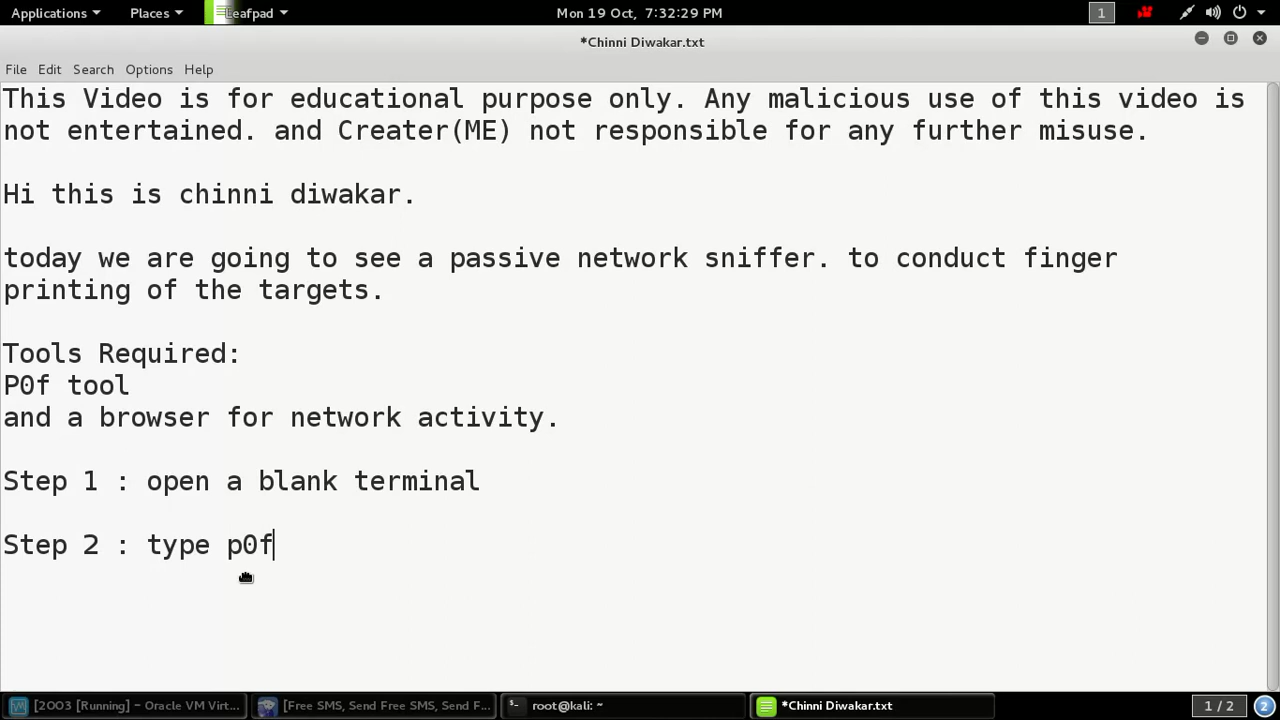 Applications Places Leafpad Mon 19 Oct, 7:32:29 PM 1
*Chinni Diwakar.txt
File Edit Search Options Help
This Video is for educational purpose only. Any malicious use of this video is
not entertained. and Creater(ME) not responsible for any further misuse.
Hi this is chinni diwakar.
today we are going to see a passive network sniffer. to conduct finger
printing of the targets.
Tools Required:
P0f tool
and a browser for network activity.
Step 1 : open a blank terminal
Step 2 : type p0f
[2003 [Running] – Oracle VM Virt... [Free SMS, Send Free SMS, Send F... root@kali: ~ *Chinni Diwakar.txt 1 / 2 2